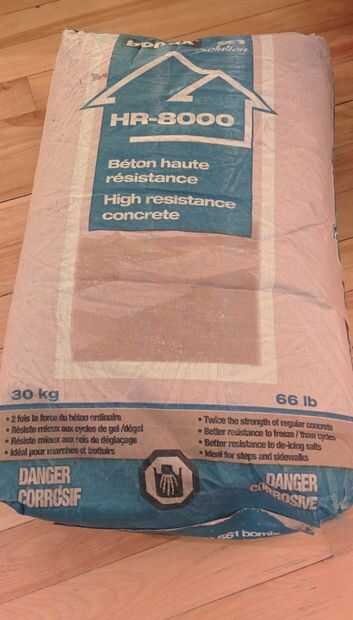 bomix
solution
HR-8000
Béton haute
résistance
High resistance
concrete
30 kg
66 lb
• 2 fois la force du béton ordinaire
• Résiste mieux aux cycles de gel /dégel
• Résiste mieux aux sels de déglaçage
• Idéal pour marches et trottoirs
• Twice the strength of regular concrete
• Better resistance to freeze / thaw cycles
• Better resistance to de-icing salts
• Ideal for steps and sidewalks
DANGER
CORROSIF
DANGER
CORROSIVE